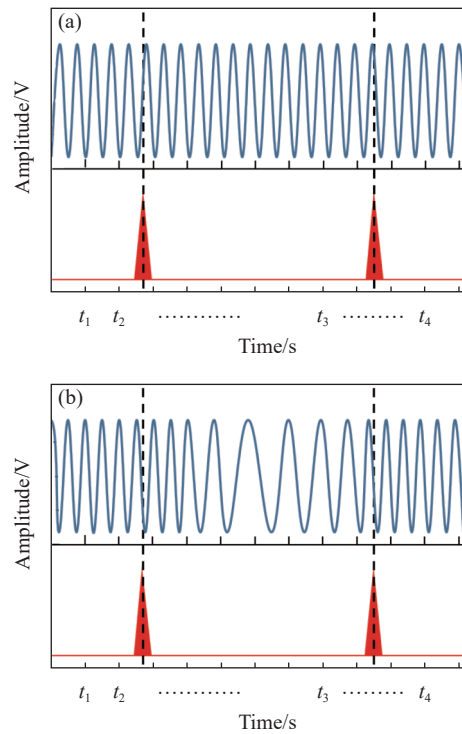 (a)
Amplitude/V
t₁ t₂ ............ t₃ ......... t₄
Time/s
(b)
Amplitude/V
t₁ t₂ ............ t₃ ......... t₄
Time/s